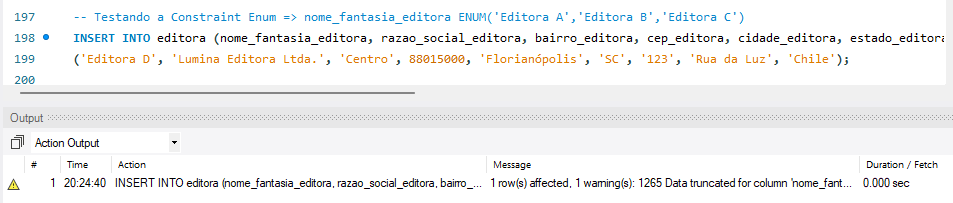 197 -- Testando a Constraint Enum => nome_fantasia_editora ENUM('Editora A','Editora B','Editora C')
198 INSERT INTO editora (nome_fantasia_editora, razao_social_editora, bairro_editora, cep_editora, cidade_editora, estado_editora
199 ('Editora D', 'Lumina Editora Ltda.', 'Centro', 88015000, 'Florianópolis', 'SC', '123', 'Rua da Luz', 'Chile');
200
Output
Action Output
# Time Action Message Duration / Fetch
1 20:24:40 INSERT INTO editora (nome_fantasia_editora, razao_social_editora, bairro_... 1 row(s) affected, 1 warning(s): 1265 Data truncated for column 'nome_fant... 0.000 sec